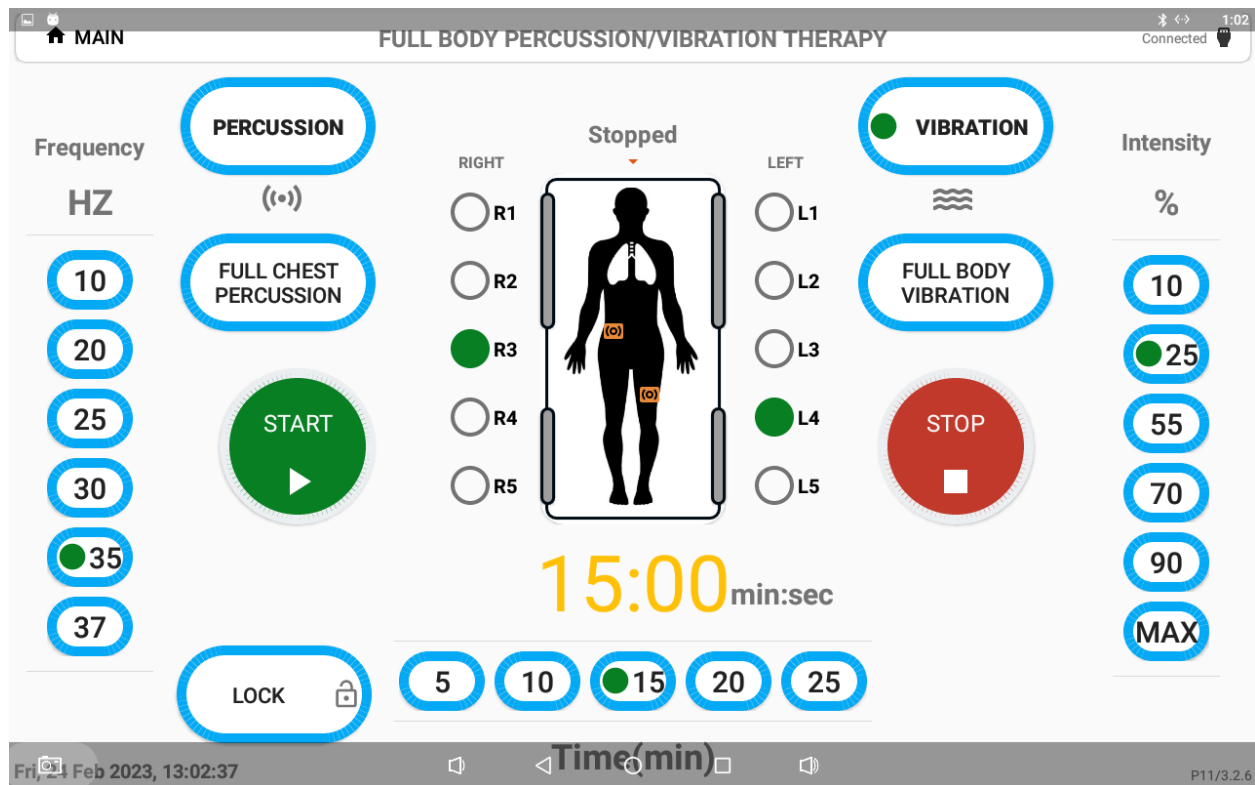 1:02
MAIN
FULL BODY PERCUSSION/VIBRATION THERAPY
Connected
Frequency
HZ
10
20
25
30
35
37
PERCUSSION
FULL CHEST
PERCUSSION
START
LOCK
Stopped
RIGHT
LEFT
R1
L1
R2
L2
R3
L3
R4
L4
R5
L5
15:00 min:sec
5 10 15 20 25
Time(min)
VIBRATION
FULL BODY
VIBRATION
STOP
Intensity
%
10
25
55
70
90
MAX
Fri, 24 Feb 2023, 13:02:37
P11/3.2.6